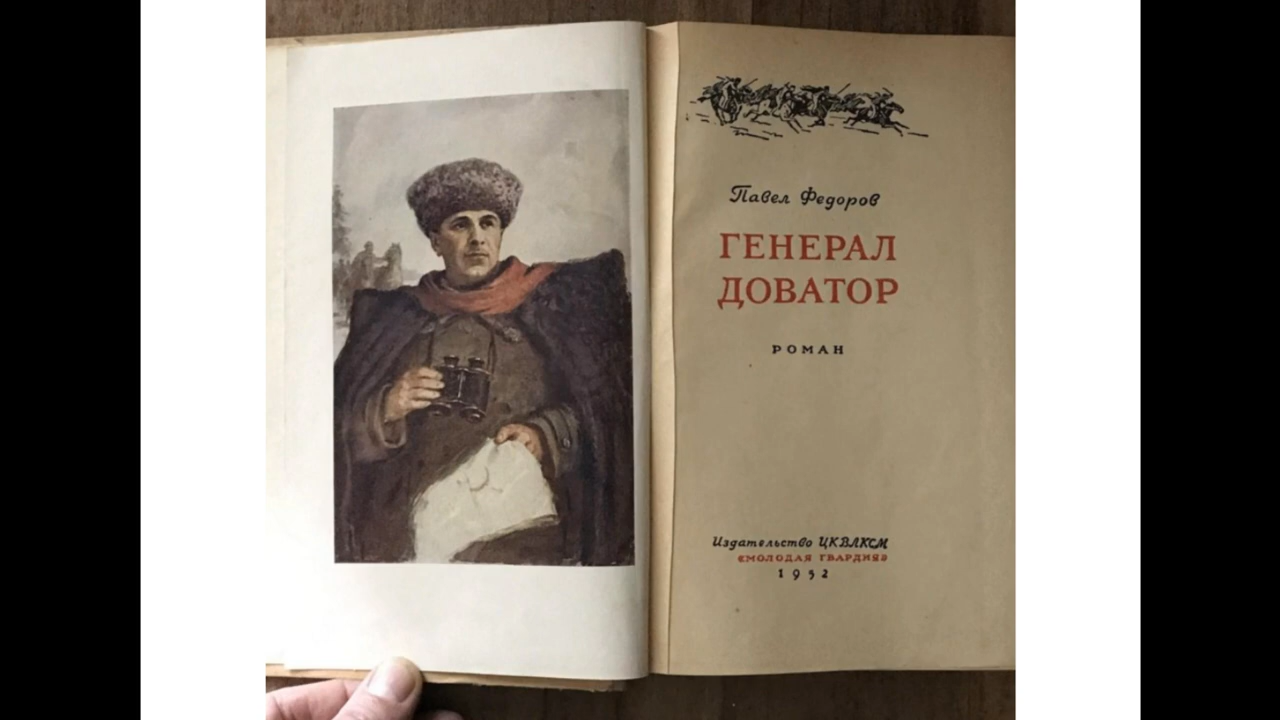 Павел Федоров
ГЕНЕРАЛ
ДОВАТОР
РОМАН
Издательство ЦК ВЛКСМ
«МОЛОДАЯ ГВАРДИЯ»
1952